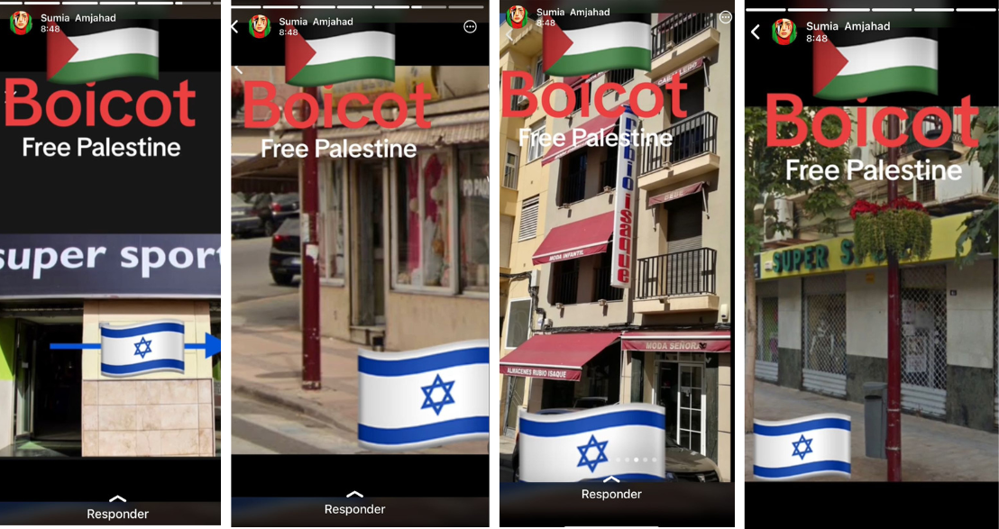 Sumia Amjahad
8:48
Boicot
Free Palestine
super sport
Responder
Sumia Amjahad
8:48
Boicot
Free Palestine
Responder
Sumia Amjahad
8:48
Boicot
Free Palestine
Rubio isaque
MODA INFANTIL
BEBE
MODA SEÑORA
ALMACENES RUBIO ISAQUE
Responder
Sumia Amjahad
8:48
Boicot
Free Palestine
SUPER S